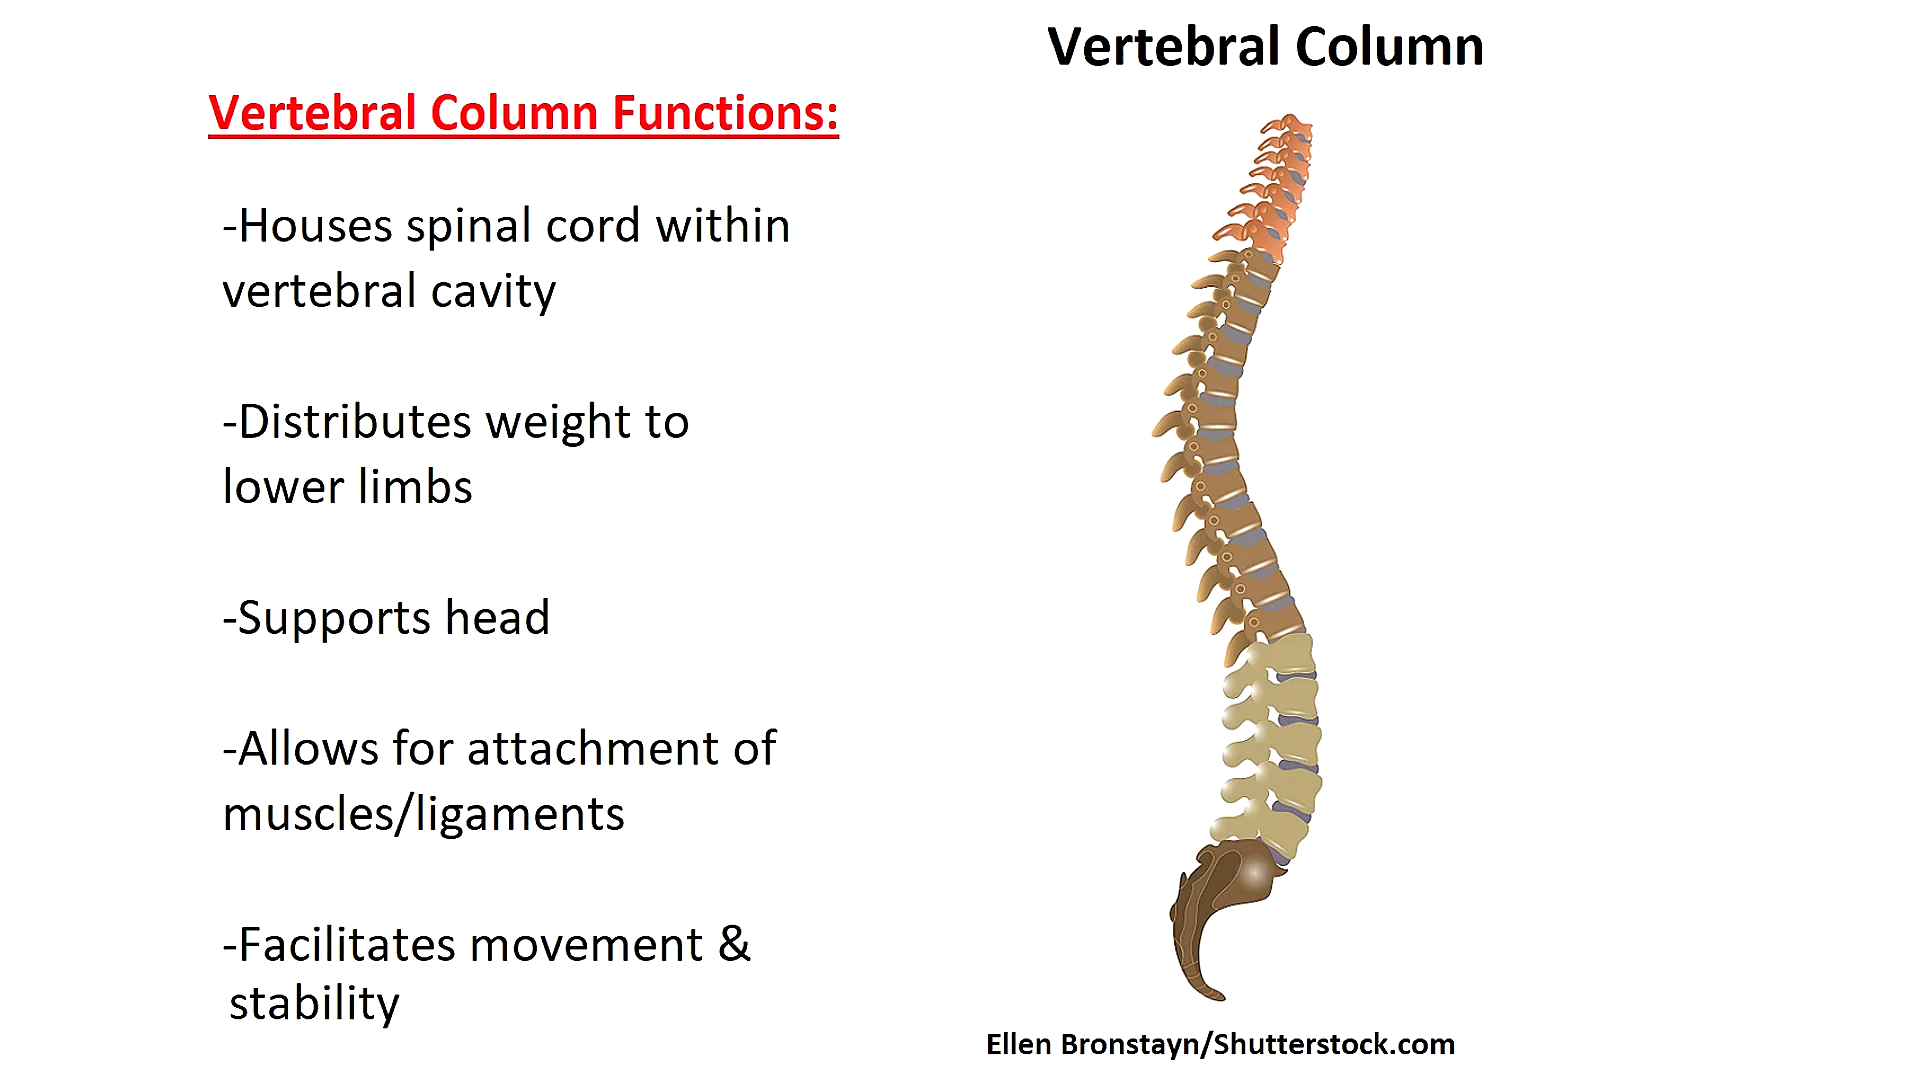 Vertebral Column
Vertebral Column Functions:
-Houses spinal cord within
vertebral cavity
-Distributes weight to
lower limbs
-Supports head
-Allows for attachment of
muscles/ligaments
-Facilitates movement &
stability
Ellen Bronstayn/Shutterstock.com